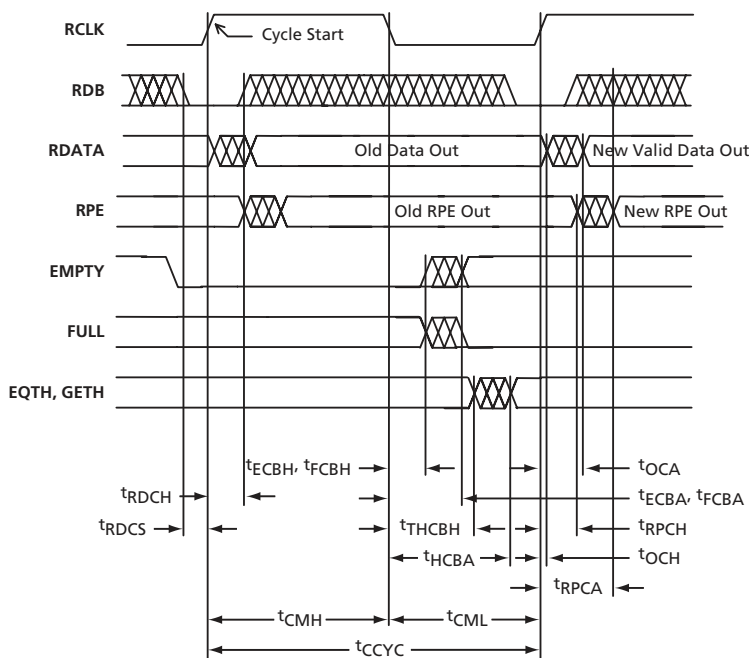 RCLK
Cycle Start
RDB
RDATA
Old Data Out
New Valid Data Out
RPE
Old RPE Out
New RPE Out
EMPTY
FULL
EQTH, GETH
tECBH, tFCBH
tOCA
tRDCH
tECBA, tFCBA
tRDCS
tTHCBH
tRPCH
tHCBA
tOCH
tRPCA
tCMH
tCML
tCCYC